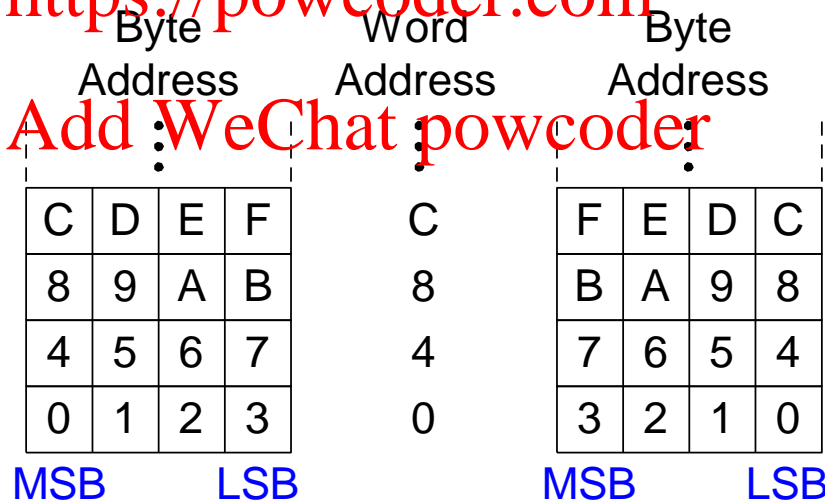 https://powcoder.com
Byte Word Byte
Address Address Address
Add WeChat powcoder
C D E F C F E D C
8 9 A B 8 B A 9 8
4 5 6 7 4 7 6 5 4
0 1 2 3 0 3 2 1 0
MSB LSB MSB LSB